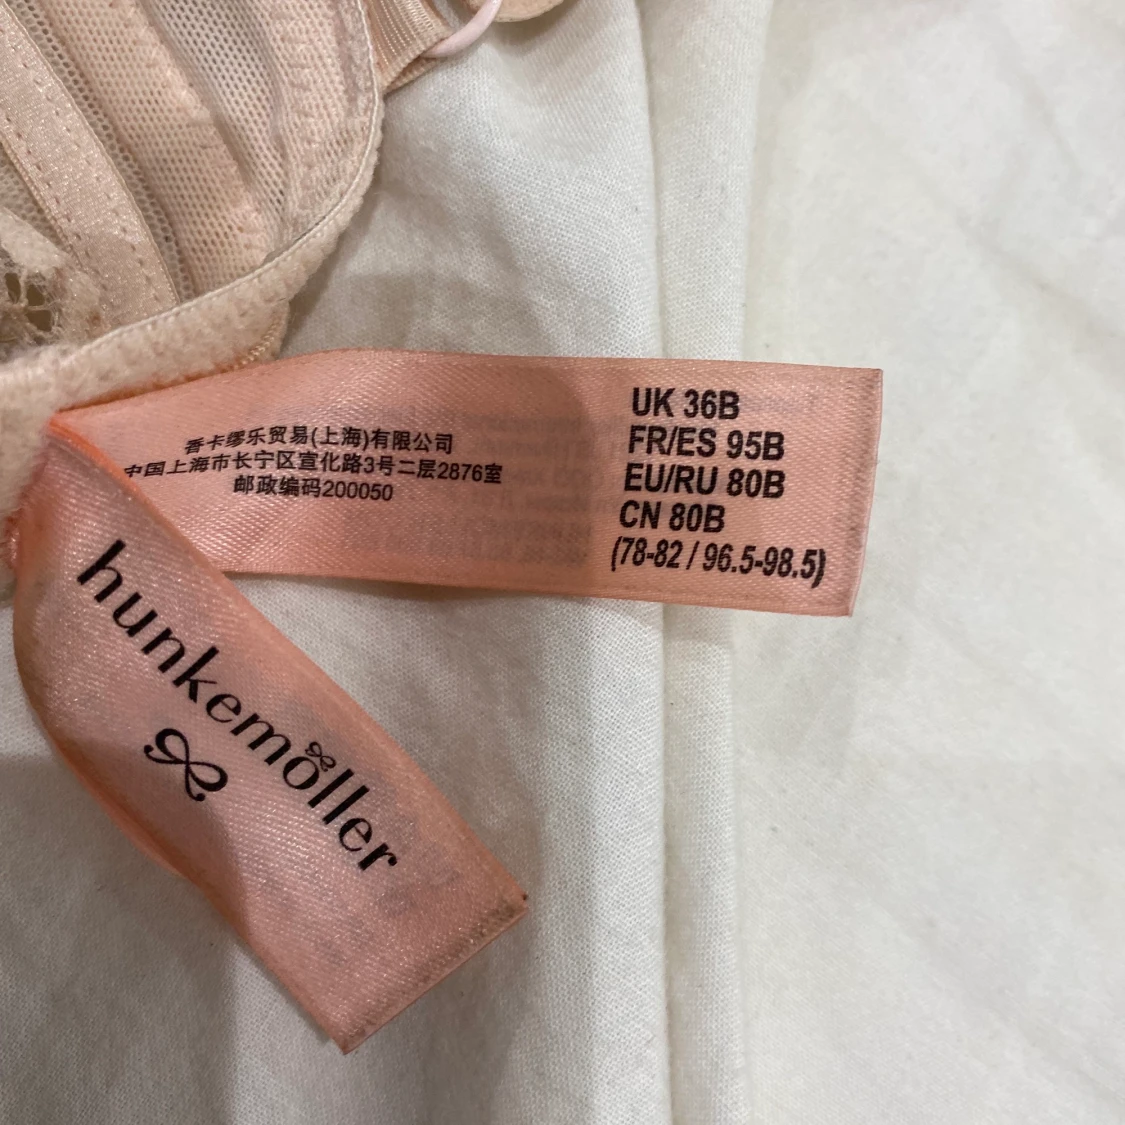 香卡缪乐贸易(上海)有限公司
中国上海市长宁区宣化路3号二层2876室
邮政编码200050
UK 36B
FR/ES 95B
EU/RU 80B
CN 80B
(78-82 / 96.5-98.5)
hunkemöller